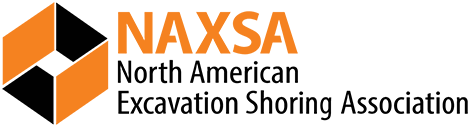 NAXSA
North American
Excavation Shoring Association